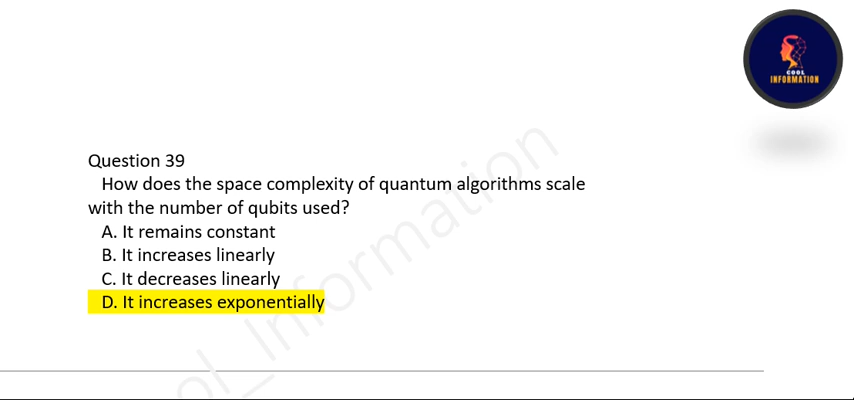 COOL
INFORMATION
Question 39
How does the space complexity of quantum algorithms scale
with the number of qubits used?
A. It remains constant
B. It increases linearly
C. It decreases linearly
D. It increases exponentially
ol_Information